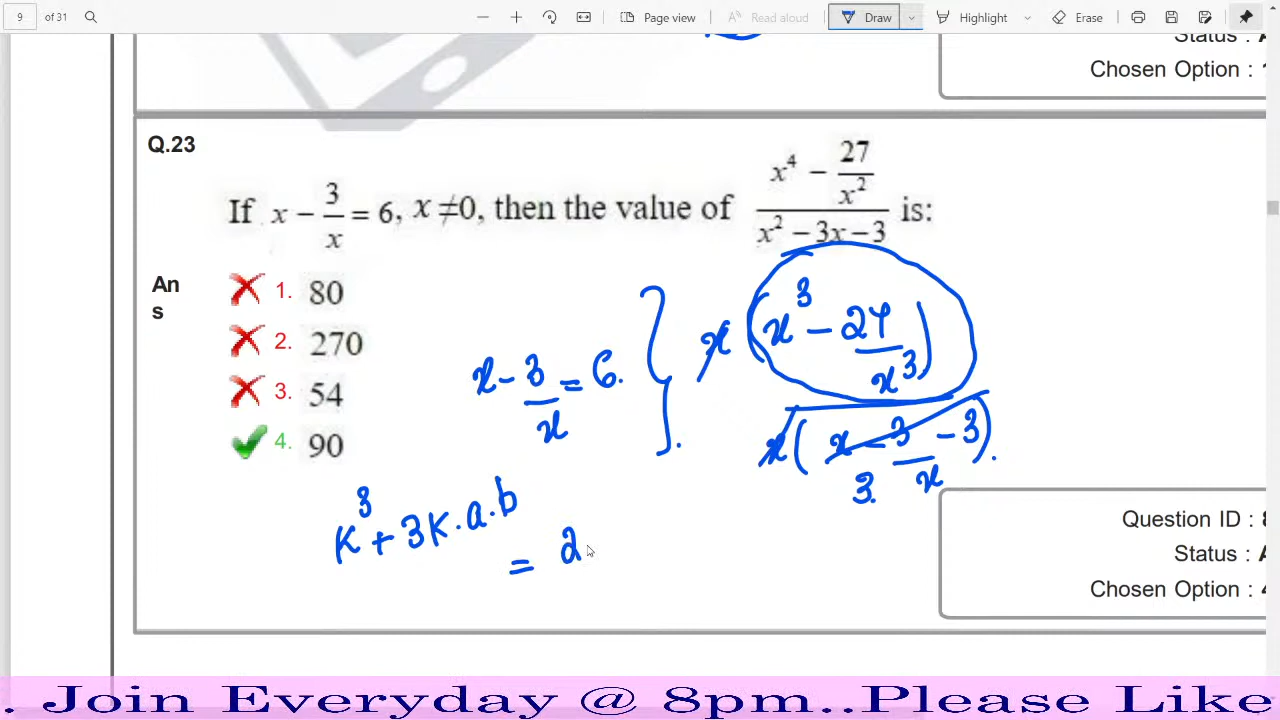 9 of 31 Page view Read aloud Draw Highlight Erase
Status : A
Chosen Option : 1
Q.23
If x − 3/x = 6, x ≠0, then the value of (x⁴ − 27/x²)/(x² − 3x − 3) is:
Ans
1. 80
2. 270
3. 54
4. 90
x − 3/x = 6.
x(x³ − 27/x³)
x(x − 3/x − 3).
3.
K³ + 3K.a.b
= 2
Question ID : 8
Status : A
Chosen Option : 4
. Join Everyday @ 8pm..Please Like